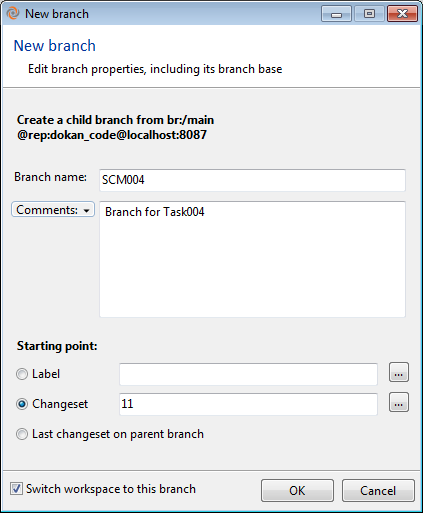 New branch
New branch
Edit branch properties, including its branch base
Create a child branch from br:/main
@rep:dokan_code@localhost:8087
Branch name: SCM004
Comments: Branch for Task004
Starting point:
Label ...
Changeset 11 ...
Last changeset on parent branch
Switch workspace to this branch OK Cancel